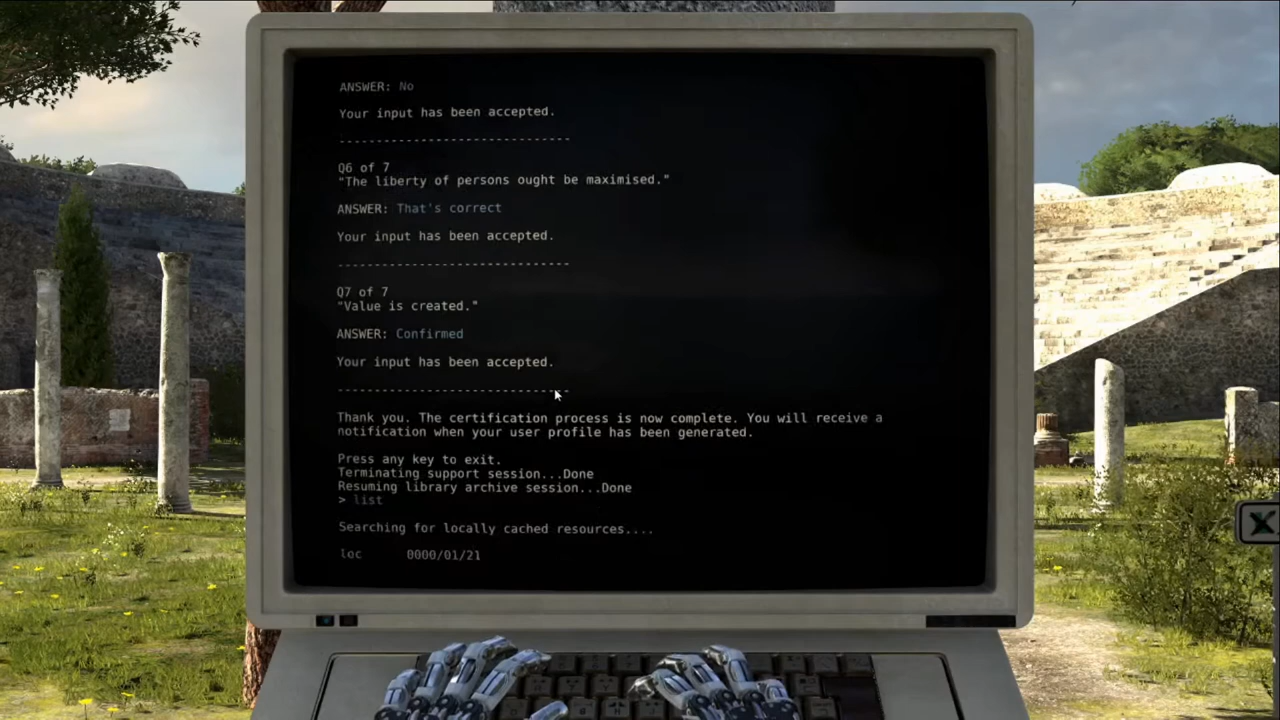 ANSWER: No
Your input has been accepted.
----------------------------
Q6 of 7
"The liberty of persons ought be maximised."
ANSWER: That's correct
Your input has been accepted.
----------------------------
Q7 of 7
"Value is created."
ANSWER: Confirmed
Your input has been accepted.
----------------------------
Thank you. The certification process is now complete. You will receive a
notification when your user profile has been generated.
Press any key to exit.
Terminating support session...Done
Resuming library archive session...Done
> list
Searching for locally cached resources....
loc 0000/01/21
X